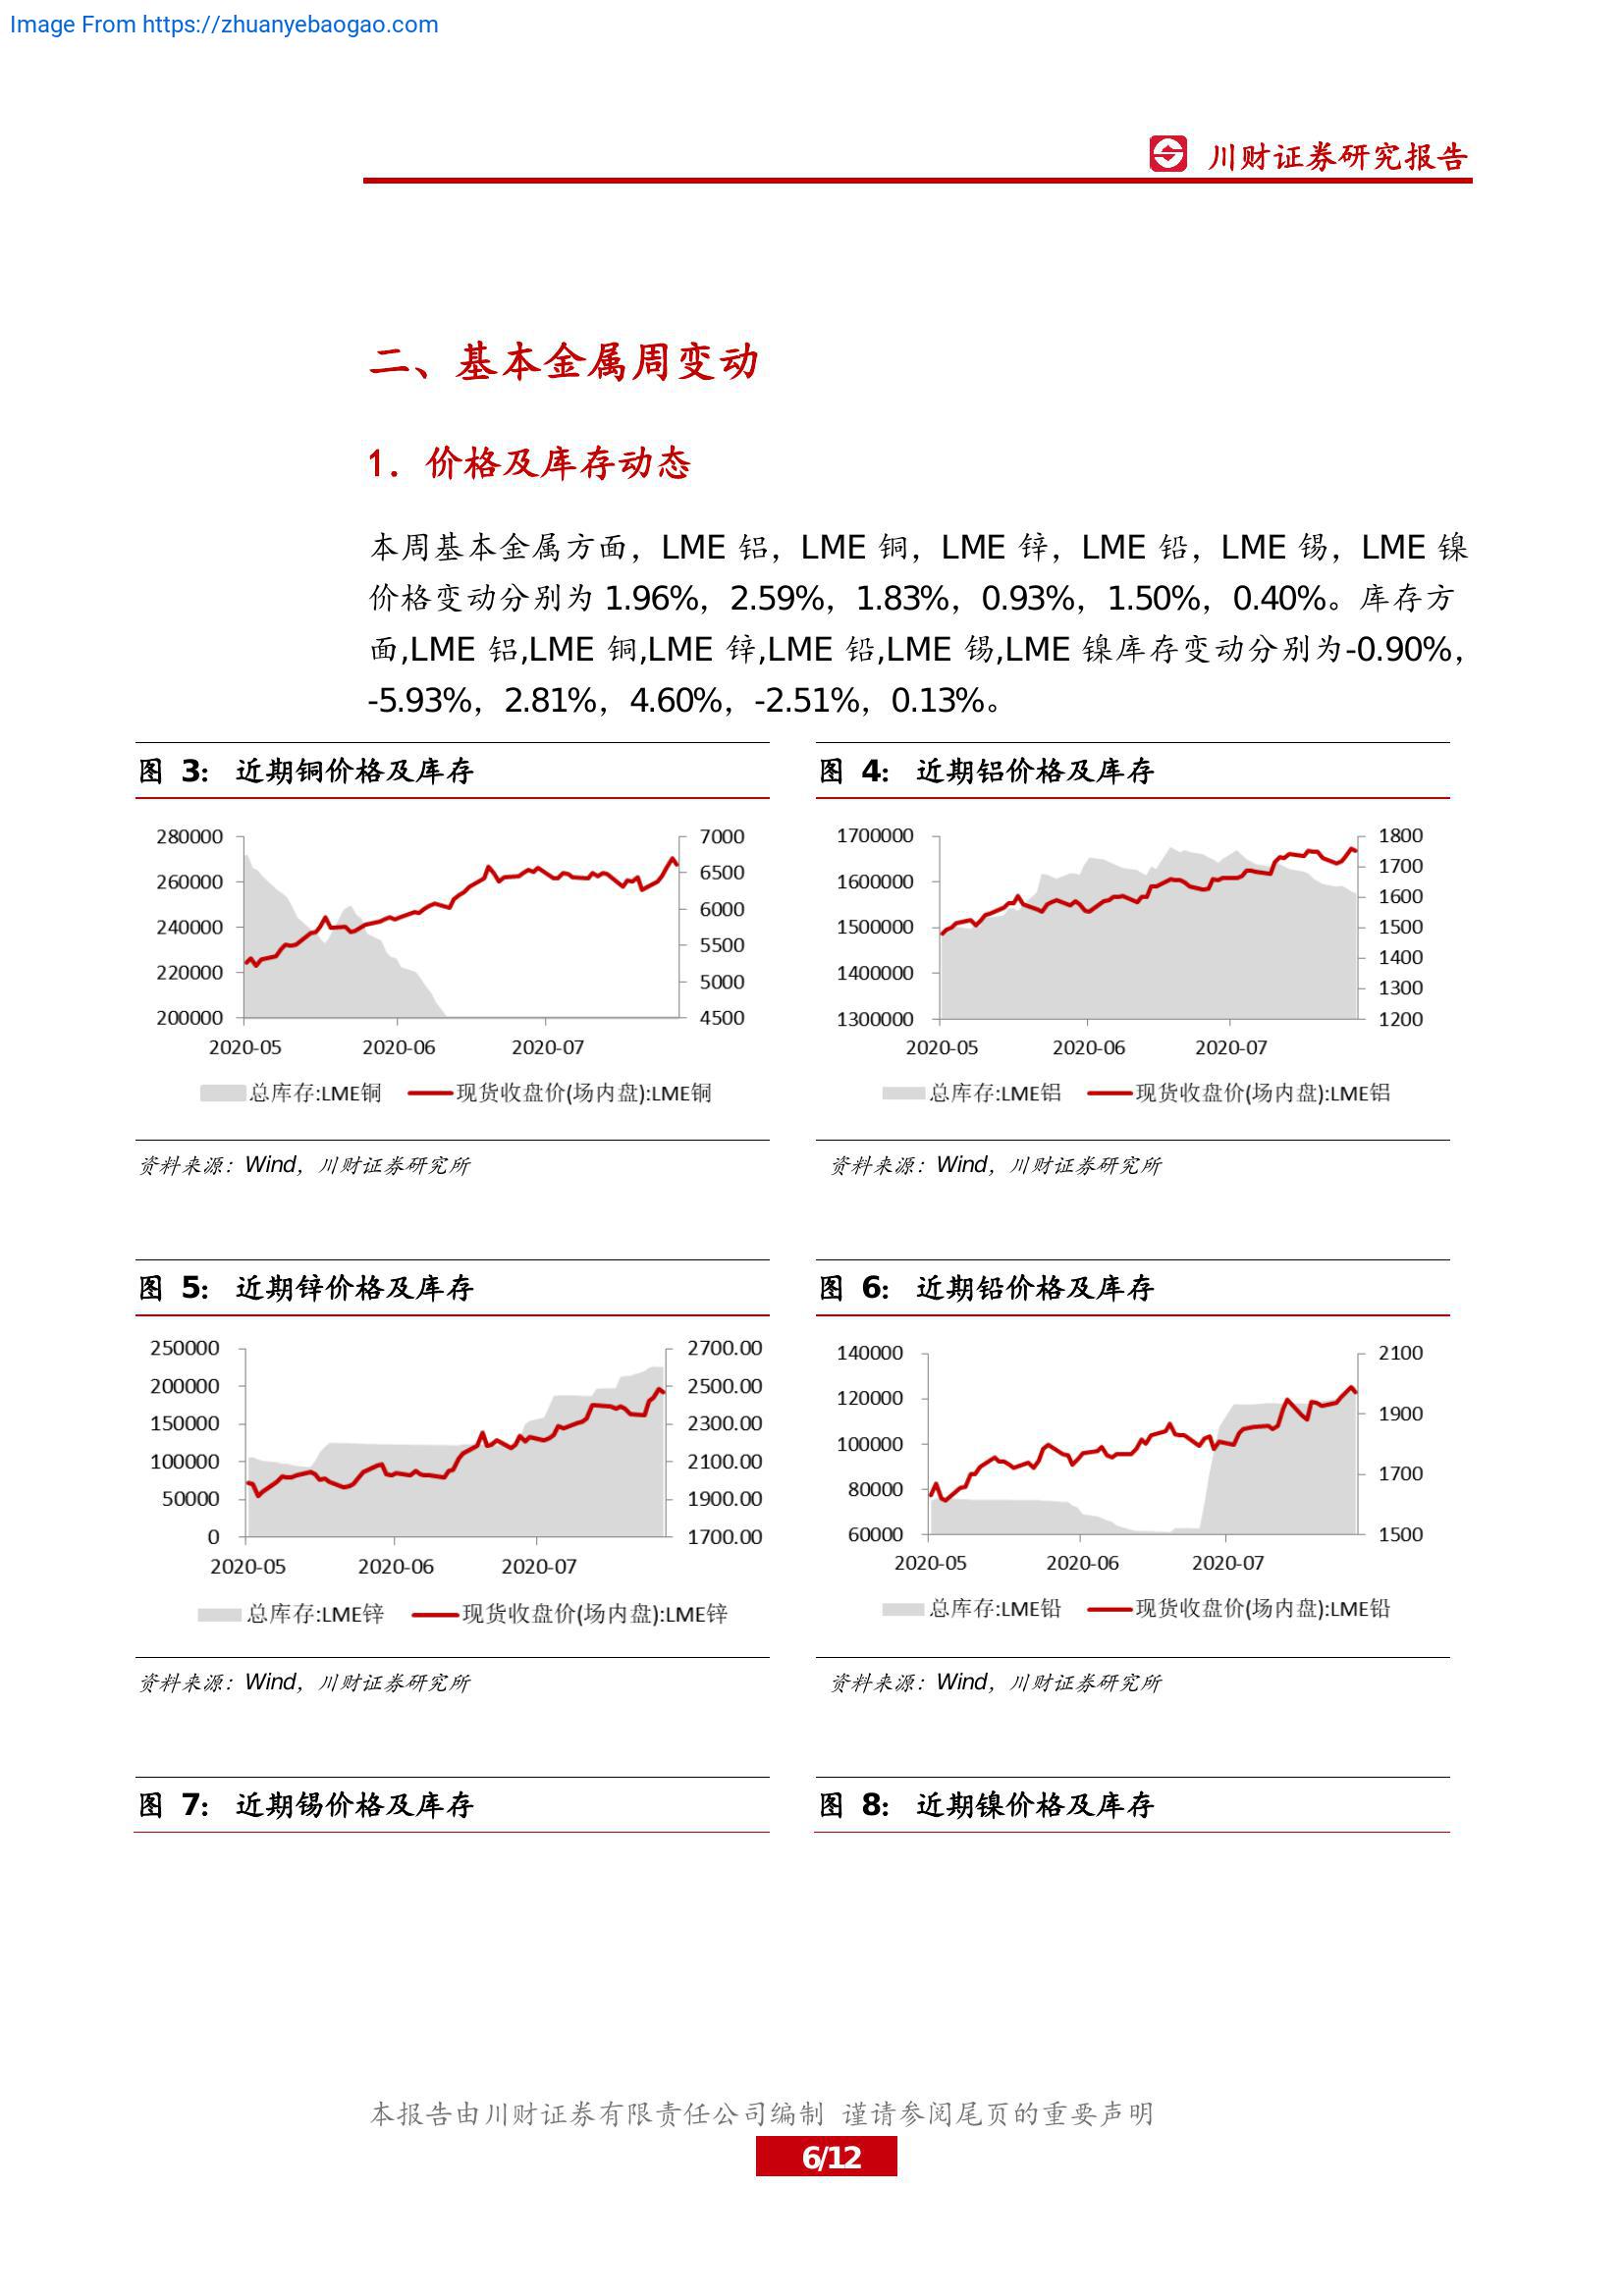 Image From https://zhuanyebaogao.com
川财证券研究报告
二、基本金属周变动
1. 价格及库存动态
本周基本金属方面，LME 铝，LME 铜，LME 锌，LME 铅，LME 锡，LME 镍
价格变动分别为 1.96%，2.59%，1.83%，0.93%，1.50%，0.40%。库存方
面,LME 铝,LME 铜,LME 锌,LME 铅,LME 锡,LME 镍库存变动分别为-0.90%，
-5.93%，2.81%，4.60%，-2.51%，0.13%。
图 3： 近期铜价格及库存
280000 7000
260000 6500
240000 6000
220000 5500
200000 5000
4500
2020-05 2020-06 2020-07
总库存:LME铜 现货收盘价(场内盘):LME铜
资料来源：Wind，川财证券研究所
图 4： 近期铝价格及库存
1700000 1800
1600000 1700
1500000 1600
1400000 1500
1300000 1400
1300
1200
2020-05 2020-06 2020-07
总库存:LME铝 现货收盘价(场内盘):LME铝
资料来源：Wind，川财证券研究所
图 5： 近期锌价格及库存
250000 2700.00
200000 2500.00
150000 2300.00
100000 2100.00
50000 1900.00
0 1700.00
2020-05 2020-06 2020-07
总库存:LME锌 现货收盘价(场内盘):LME锌
资料来源：Wind，川财证券研究所
图 6： 近期铅价格及库存
140000 2100
120000 1900
100000 1700
80000 1500
60000
2020-05 2020-06 2020-07
总库存:LME铅 现货收盘价(场内盘):LME铅
资料来源：Wind，川财证券研究所
图 7： 近期锡价格及库存
图 8： 近期镍价格及库存
本报告由川财证券有限责任公司编制 谨请参阅尾页的重要声明
6/12